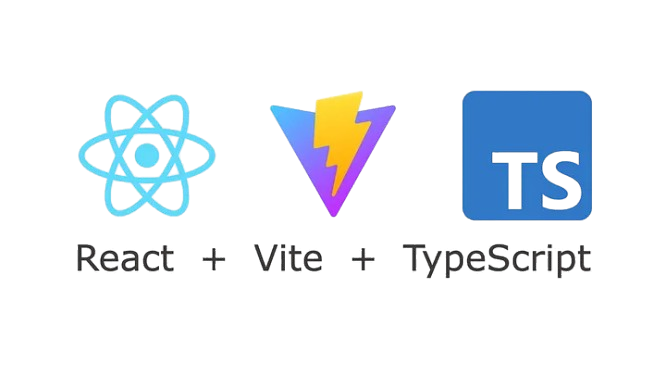 TS
React + Vite + TypeScript